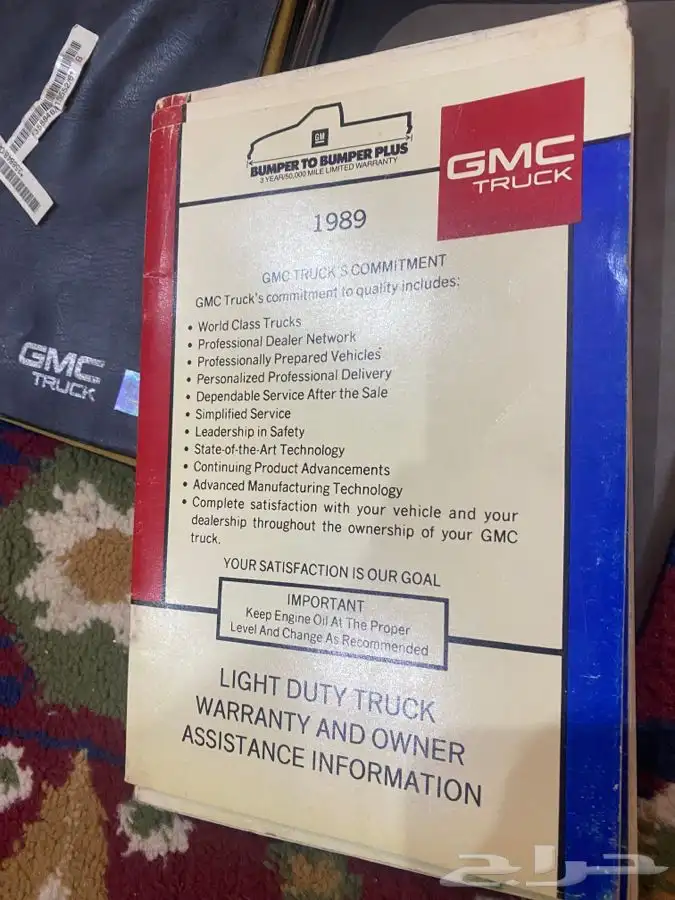 GM
BUMPER TO BUMPER PLUS
3 YEAR/50,000 MILE LIMITED WARRANTY
GMC
TRUCK
1989
GMC TRUCK'S COMMITMENT
GMC Truck's commitment to quality includes:
• World Class Trucks
• Professional Dealer Network
• Professionally Prepared Vehicles
• Personalized Professional Delivery
• Dependable Service After the Sale
• Simplified Service
• Leadership in Safety
• State-of-the-Art Technology
• Continuing Product Advancements
• Advanced Manufacturing Technology
• Complete satisfaction with your vehicle and your
dealership throughout the ownership of your GMC
truck.
YOUR SATISFACTION IS OUR GOAL
IMPORTANT
Keep Engine Oil At The Proper
Level And Change As Recommended
LIGHT DUTY TRUCK
WARRANTY AND OWNER
ASSISTANCE INFORMATION
GMC
TRUCK
حراج